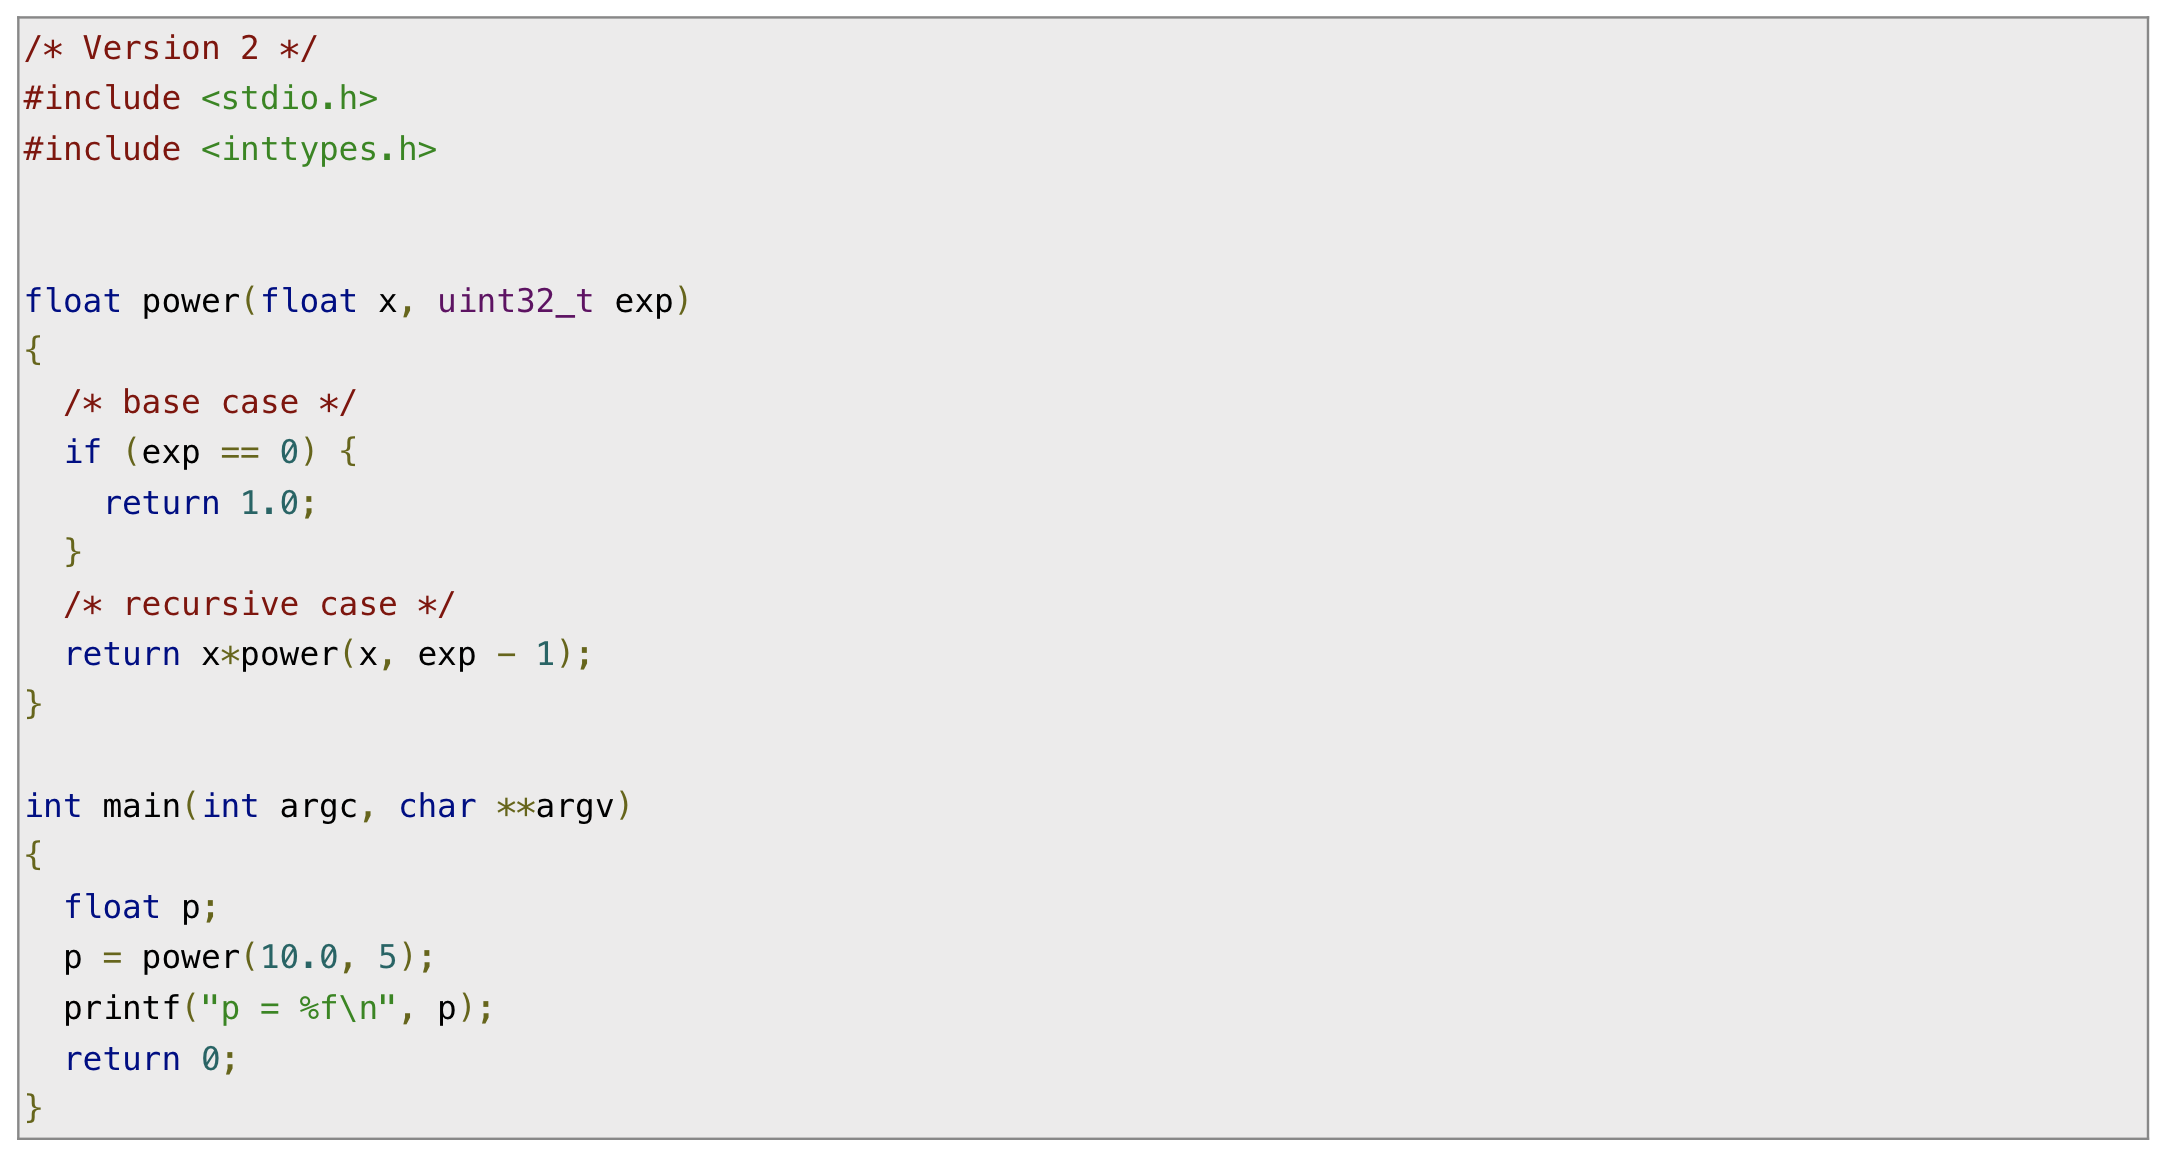 /* Version 2 */
#include <stdio.h>
#include <inttypes.h>


float power(float x, uint32_t exp)
{
  /* base case */
  if (exp == 0) {
    return 1.0;
  }
  /* recursive case */
  return x*power(x, exp - 1);
}

int main(int argc, char **argv)
{
  float p;
  p = power(10.0, 5);
  printf("p = %f\n", p);
  return 0;
}